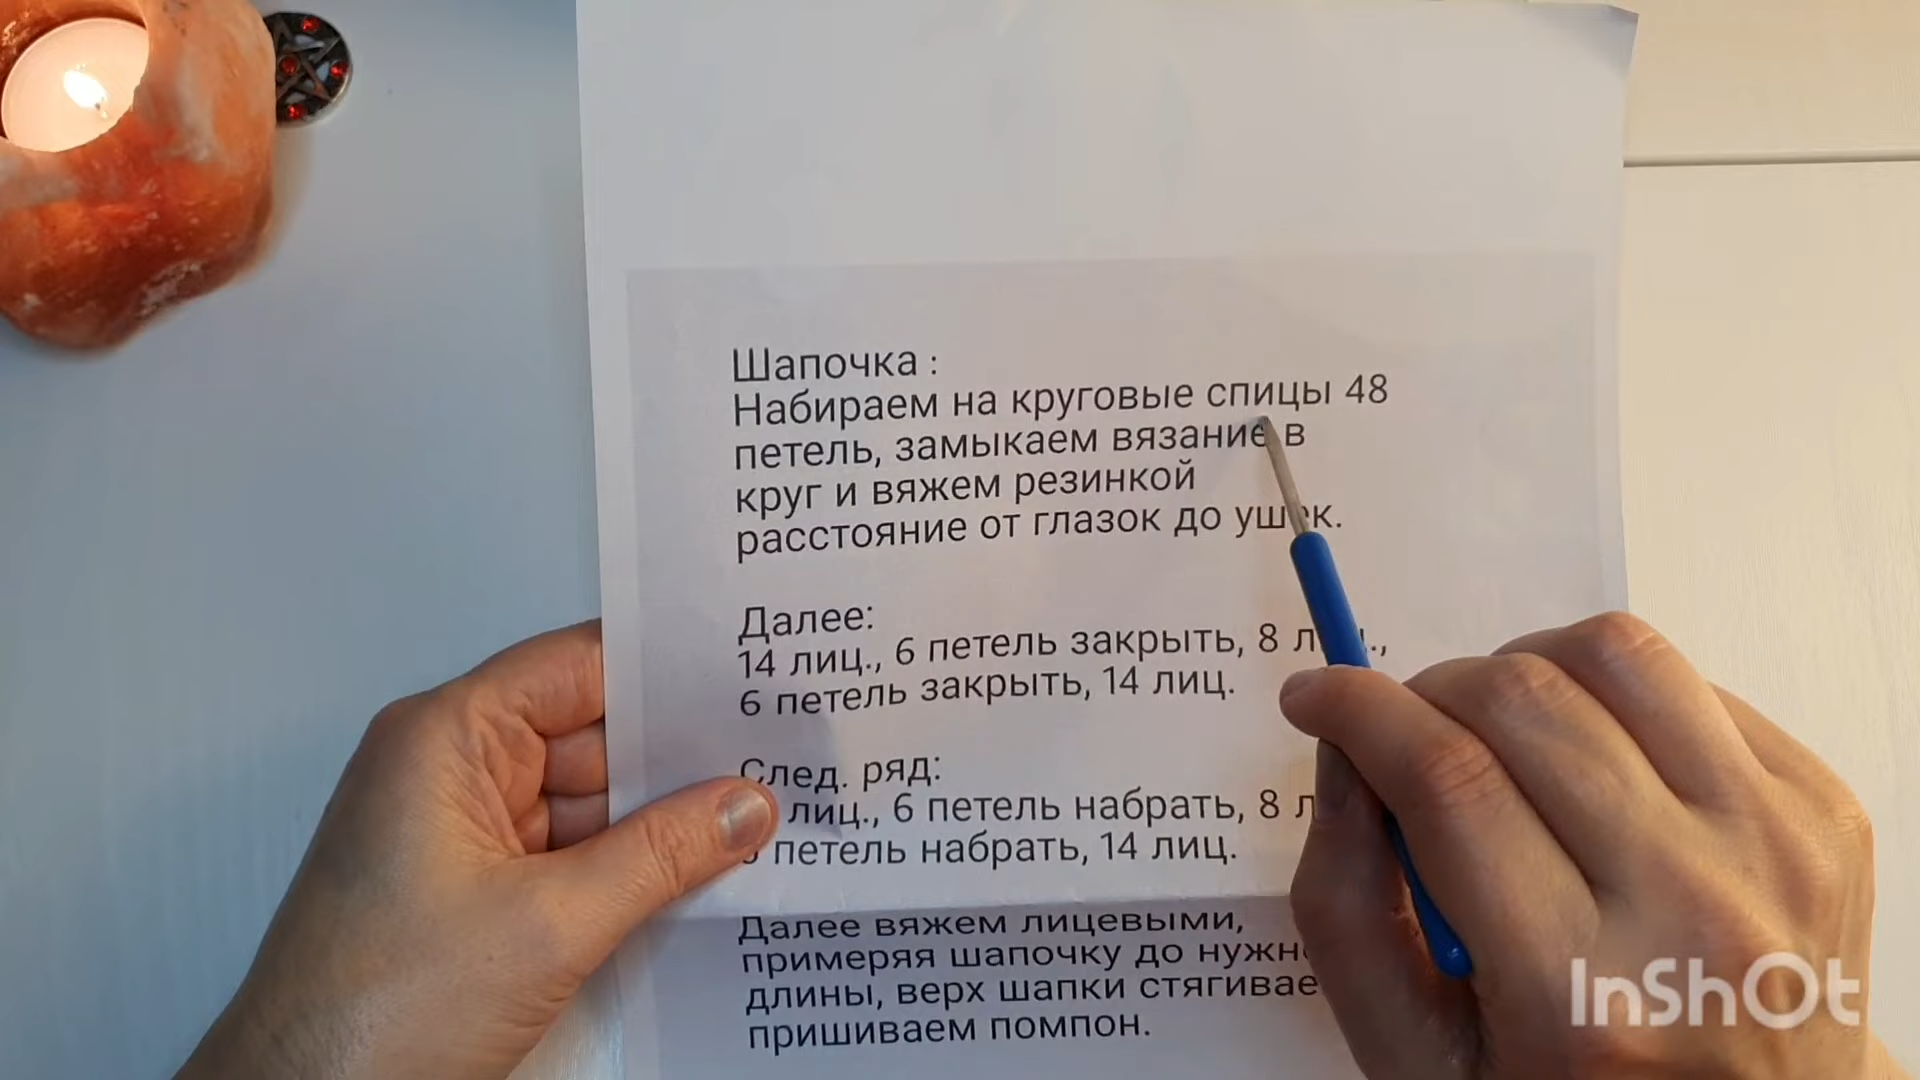 Шапочка :
Набираем на круговые спицы 48
петель, замыкаем вязание в
круг и вяжем резинкой
расстояние от глазок до ушек.
Далее:
14 лиц., 6 петель закрыть, 8 лиц.,
6 петель закрыть, 14 лиц.
След. ряд:
лиц., 6 петель набрать, 8
петель набрать, 14 лиц.
Далее вяжем лицевыми,
примеряя шапочку до
длины, верх шапки
пришиваем помпон.
InShOt